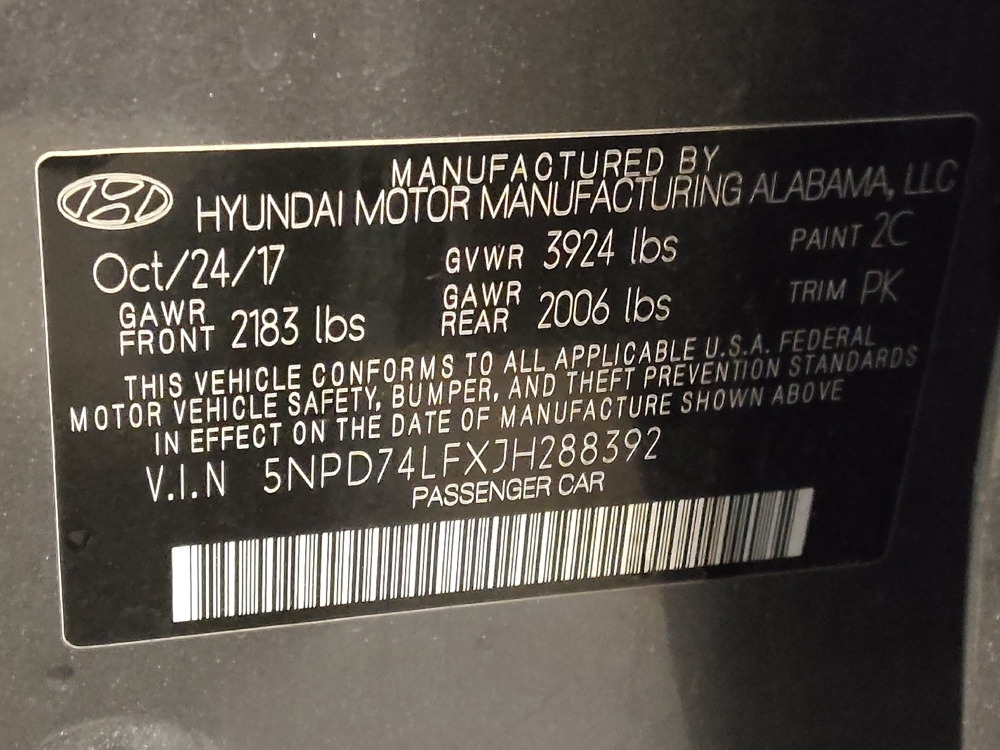 MANUFACTURED BY
HYUNDAI MOTOR MANUFACTURING ALABAMA, LLC
Oct/24/17 GVWR 3924 lbs PAINT 2C
GAWR FRONT 2183 lbs GAWR REAR 2006 lbs TRIM PK
THIS VEHICLE CONFORMS TO ALL APPLICABLE U.S.A. FEDERAL
MOTOR VEHICLE SAFETY, BUMPER, AND THEFT PREVENTION STANDARDS
IN EFFECT ON THE DATE OF MANUFACTURE SHOWN ABOVE
V.I.N 5NPD74LFXJH288392
PASSENGER CAR